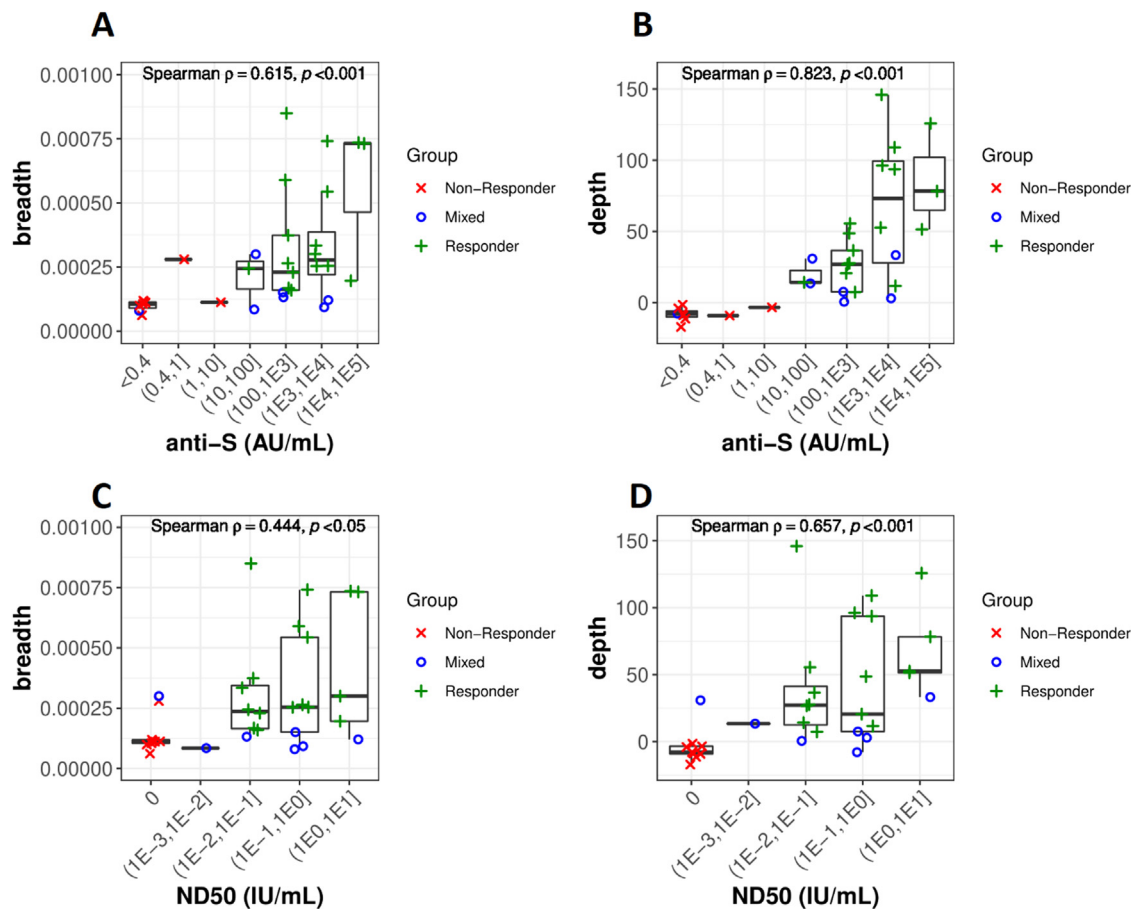 A
Spearman ρ = 0.615, p <0.001
0.00100
0.00075
0.00050
0.00025
0.00000
breadth
<0.4
(0.4,1]
(1,10]
(10,100]
(100,1E3]
(1E3,1E4]
(1E4,1E5]
anti−S (AU/mL)
Group
Non−Responder
Mixed
Responder
B
Spearman ρ = 0.823, p <0.001
150
100
50
0
depth
<0.4
(0.4,1]
(1,10]
(10,100]
(100,1E3]
(1E3,1E4]
(1E4,1E5]
anti−S (AU/mL)
Group
Non−Responder
Mixed
Responder
C
Spearman ρ = 0.444, p <0.05
0.00100
0.00075
0.00050
0.00025
0.00000
breadth
0
(1E−3,1E−2]
(1E−2,1E−1]
(1E−1,1E0]
(1E0,1E1]
ND50 (IU/mL)
Group
Non−Responder
Mixed
Responder
D
Spearman ρ = 0.657, p <0.001
150
100
50
0
depth
0
(1E−3,1E−2]
(1E−2,1E−1]
(1E−1,1E0]
(1E0,1E1]
ND50 (IU/mL)
Group
Non−Responder
Mixed
Responder